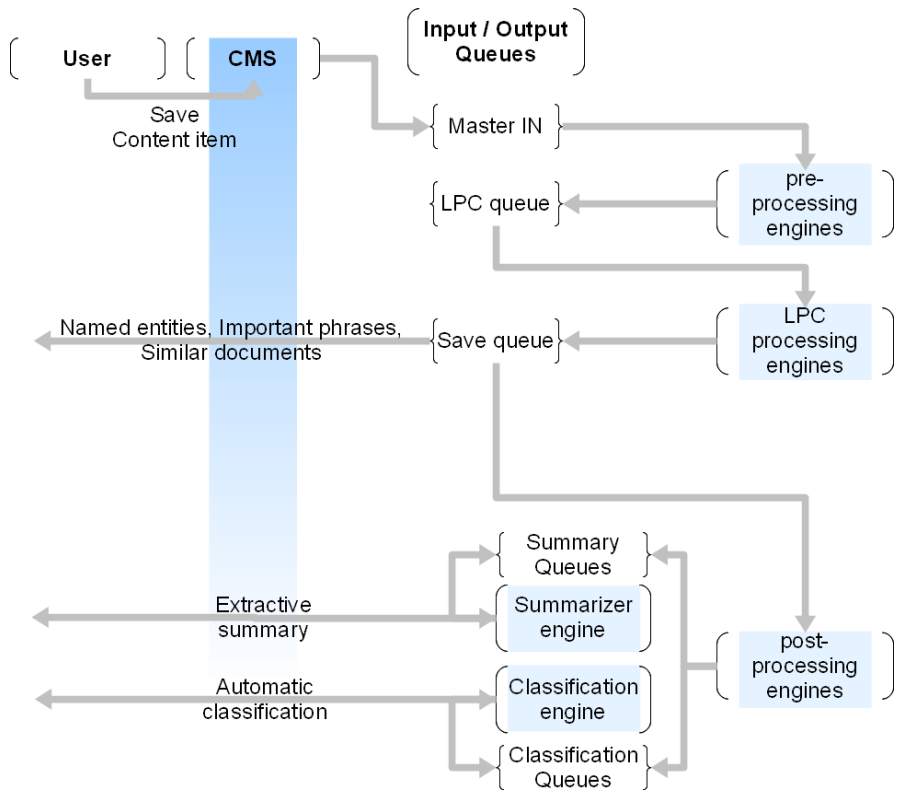 User
CMS
Input / Output
Queues
Save
Content item
Master IN
pre-
processing
engines
LPC queue
LPC
processing
engines
Named entities, Important phrases,
Similar documents
Save queue
Summary
Queues
Extractive
summary
Summarizer
engine
post-
processing
engines
Automatic
classification
Classification
engine
Classification
Queues